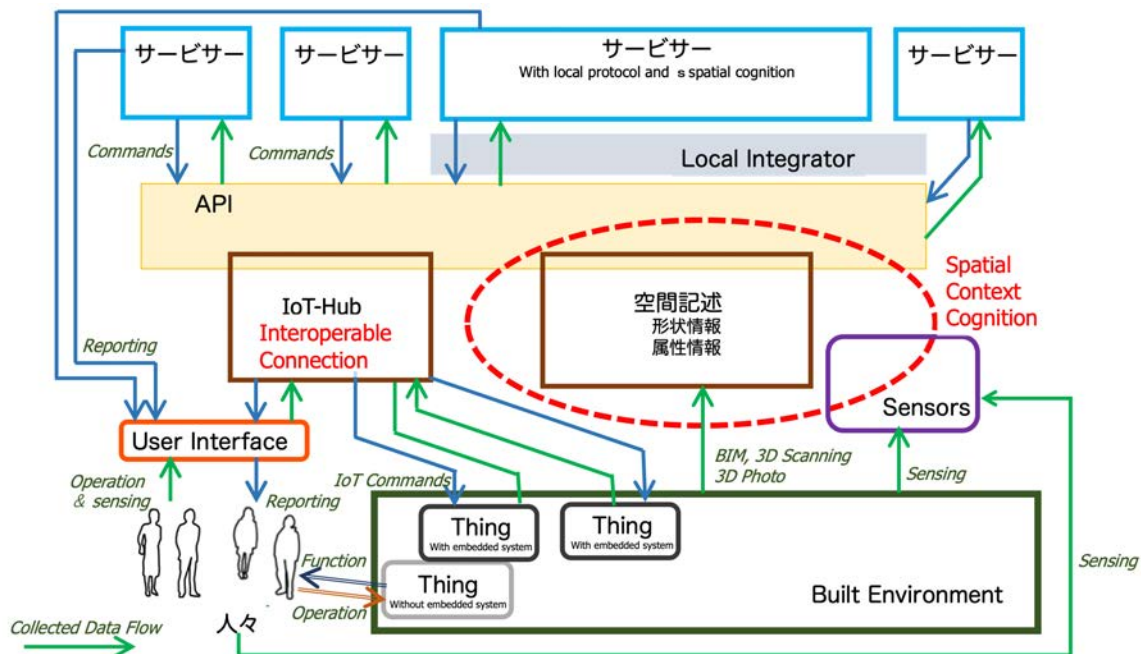 サービサー
サービサー
サービサー
With local protocol and ｓspatial cognition
サービサー
Commands
Commands
Local Integrator
API
IoT-Hub
Interoperable
Connection
空間記述
形状情報
属性情報
Spatial
Context
Cognition
Reporting
Sensors
User Interface
Operation
& sensing
Reporting
IoT Commands
BIM, 3D Scanning
3D Photo
Sensing
Thing
With embedded system
Thing
With embedded system
Function
Thing
Without embedded system
Operation
Built Environment
Sensing
Collected Data Flow
人々